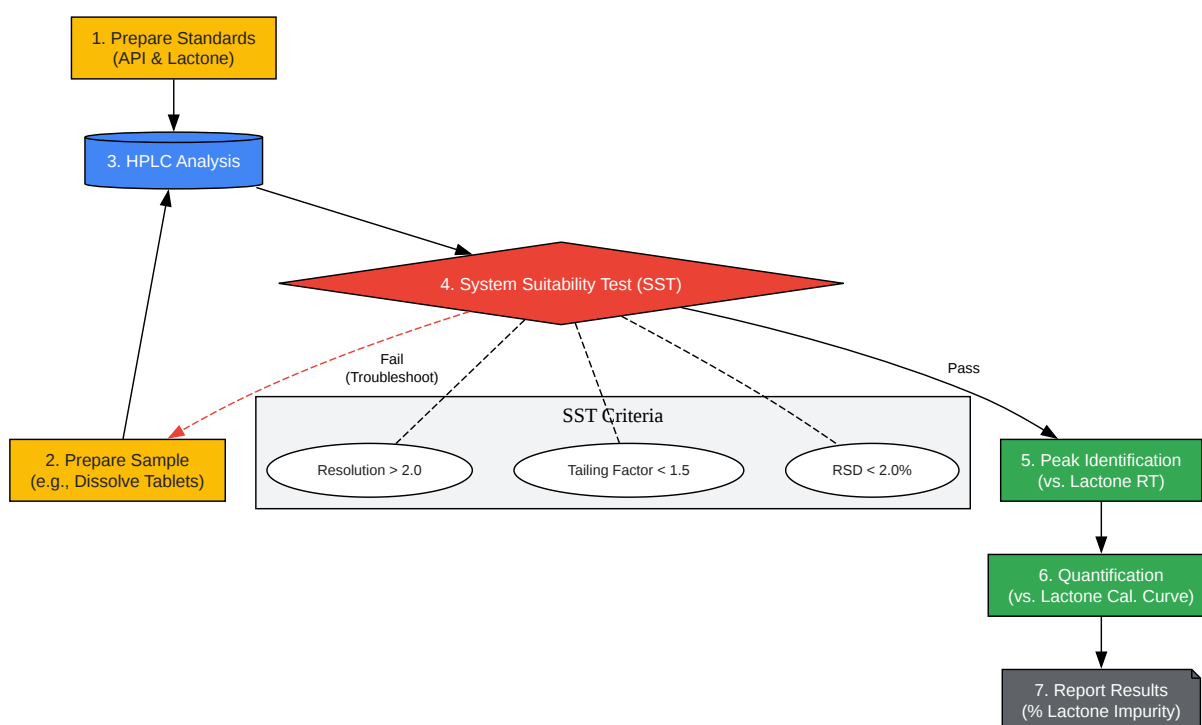 1. Prepare Standards
(API & Lactone)
3. HPLC Analysis
4. System Suitability Test (SST)
Fail
(Troubleshoot)
Pass
SST Criteria
2. Prepare Sample
(e.g., Dissolve Tablets)
Resolution > 2.0
Tailing Factor < 1.5
RSD < 2.0%
5. Peak Identification
(vs. Lactone RT)
6. Quantification
(vs. Lactone Cal. Curve)
7. Report Results
(% Lactone Impurity)